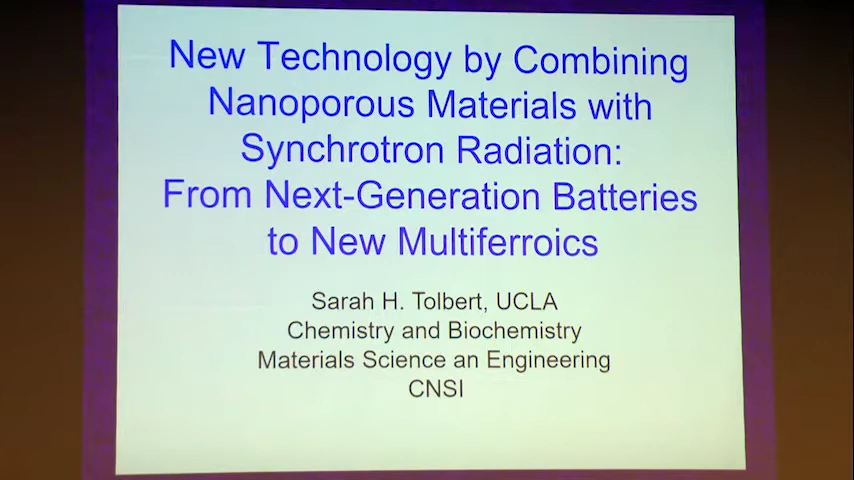 New Technology by Combining
Nanoporous Materials with
Synchrotron Radiation:
From Next-Generation Batteries
to New Multiferroics
Sarah H. Tolbert, UCLA
Chemistry and Biochemistry
Materials Science an Engineering
CNSI